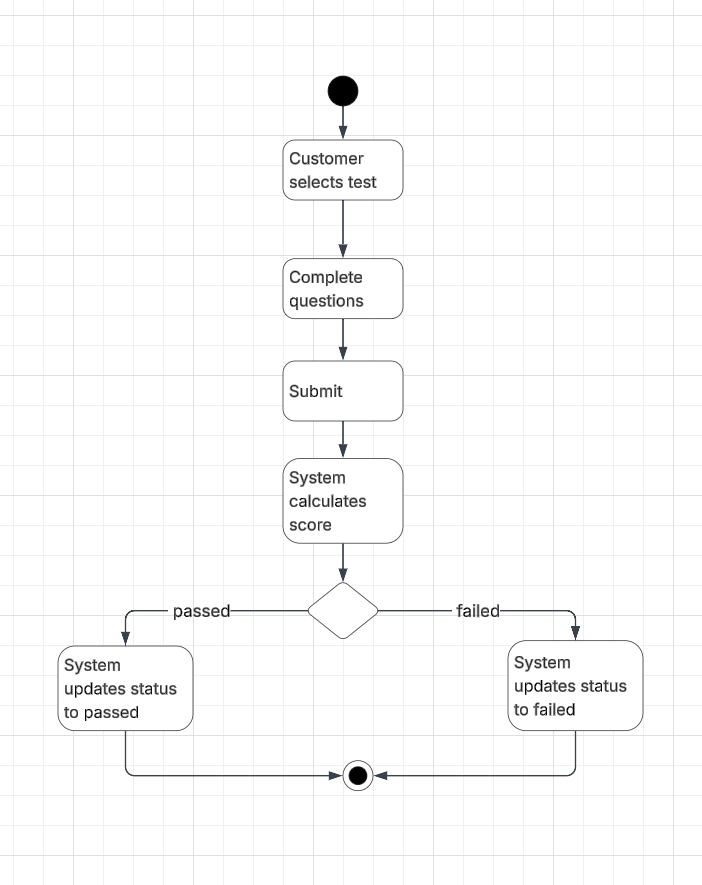 Customer
selects test
Complete
questions
Submit
System
calculates
score
passed
failed
System
updates status
to passed
System
updates status
to failed